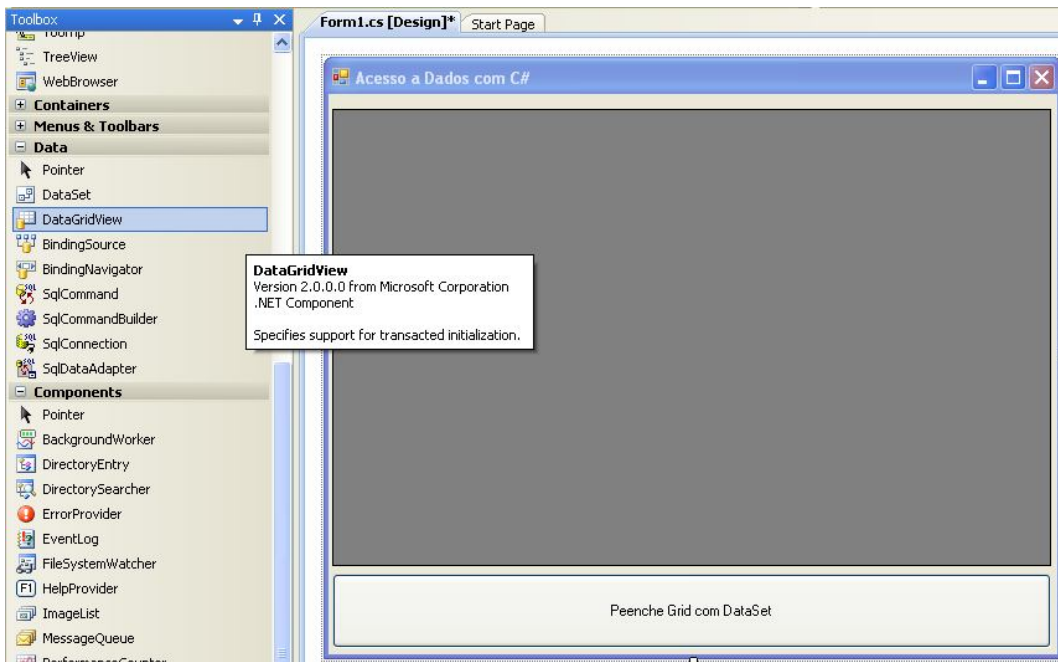 Toolbox
TreeView
WebBrowser
Containers
Menus & Toolbars
Data
Pointer
DataSet
DataGridView
BindingSource
BindingNavigator
SqlCommand
SqlCommandBuilder
SqlConnection
SqlDataAdapter
Components
Pointer
BackgroundWorker
DirectoryEntry
DirectorySearcher
ErrorProvider
EventLog
FileSystemWatcher
HelpProvider
ImageList
MessageQueue
PerformanceCounter
DataGridView
Version 2.0.0.0 from Microsoft Corporation
.NET Component
Specifies support for transacted initialization.
Form1.cs [Design]* Start Page
Acesso a Dados com C#
Peenche Grid com DataSet